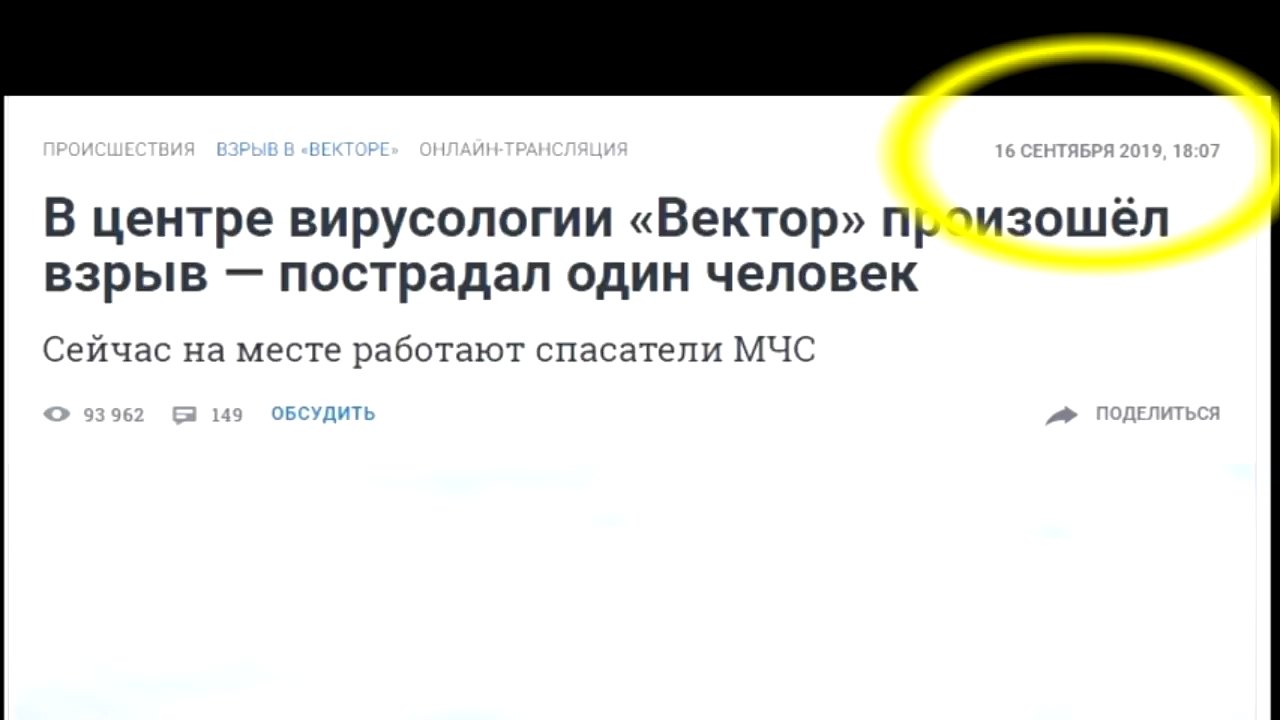 ПРОИСШЕСТВИЯ ВЗРЫВ В «ВЕКТОРЕ» ОНЛАЙН-ТРАНСЛЯЦИЯ 16 СЕНТЯБРЯ 2019, 18:07
В центре вирусологии «Вектор» произошёл
взрыв — пострадал один человек
Сейчас на месте работают спасатели МЧС
93 962 149 ОБСУДИТЬ ПОДЕЛИТЬСЯ